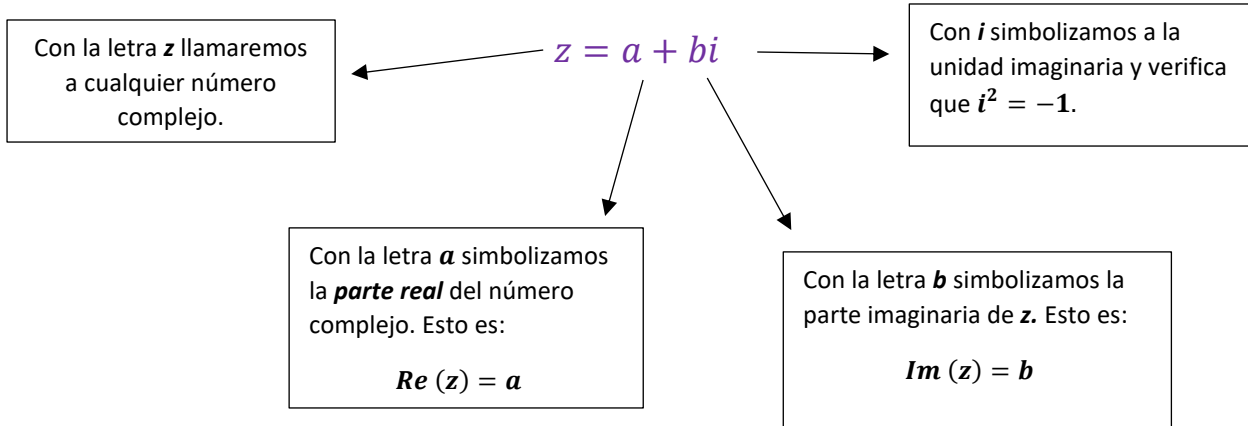 z = a + bi
Con la letra z llamaremos
a cualquier número
complejo.
Con i simbolizamos a la
unidad imaginaria y verifica
que i² = −1.
Con la letra a simbolizamos
la parte real del número
complejo. Esto es:
Re (z) = a
Con la letra b simbolizamos la
parte imaginaria de z. Esto es:
Im (z) = b